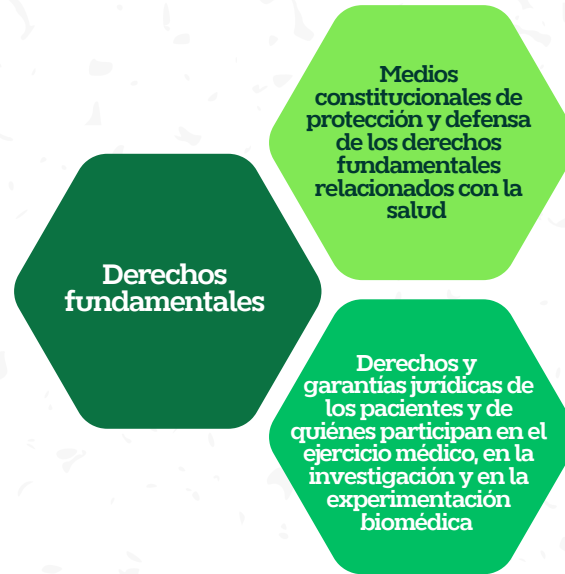 Medios
constitucionales de
protección y defensa
de los derechos
fundamentales
relacionados con la
salud
Derechos
fundamentales
Derechos y
garantías jurídicas de
los pacientes y de
quiénes participan en el
ejercicio médico, en la
investigación y en la
experimentación
biomédica